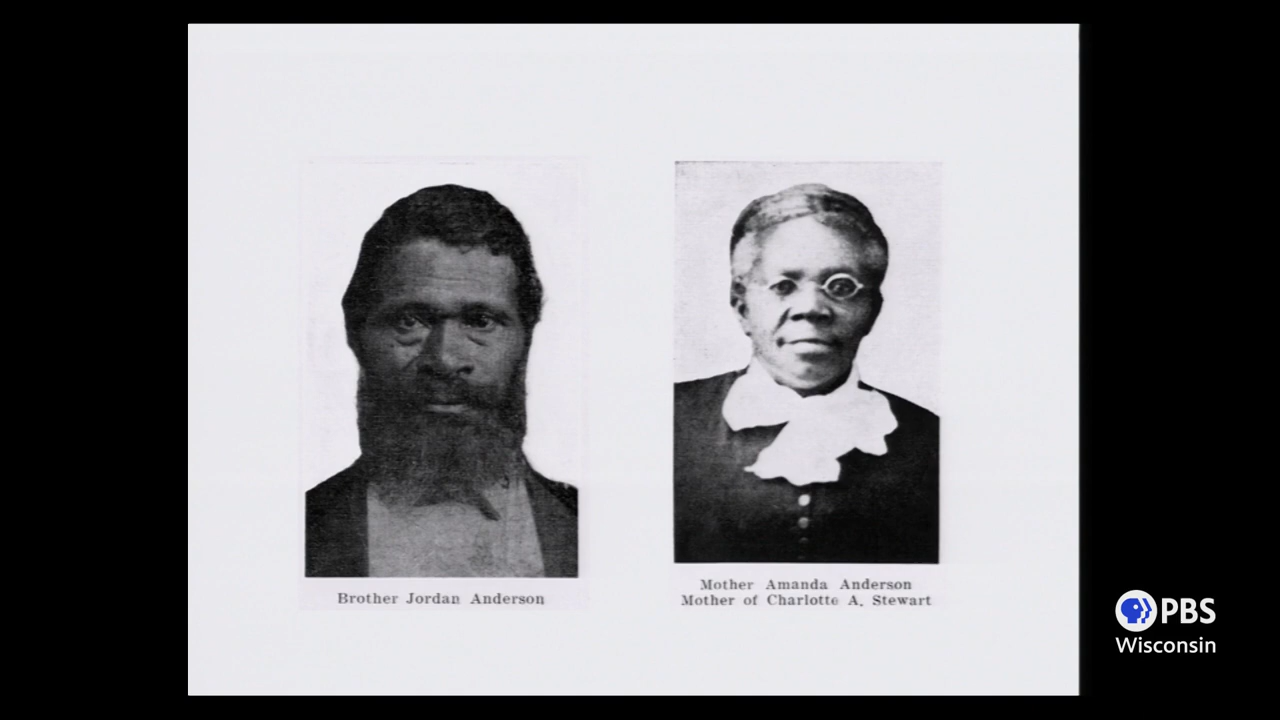 Brother Jordan Anderson
Mother Amanda Anderson
Mother of Charlotte A. Stewart
PBS
Wisconsin